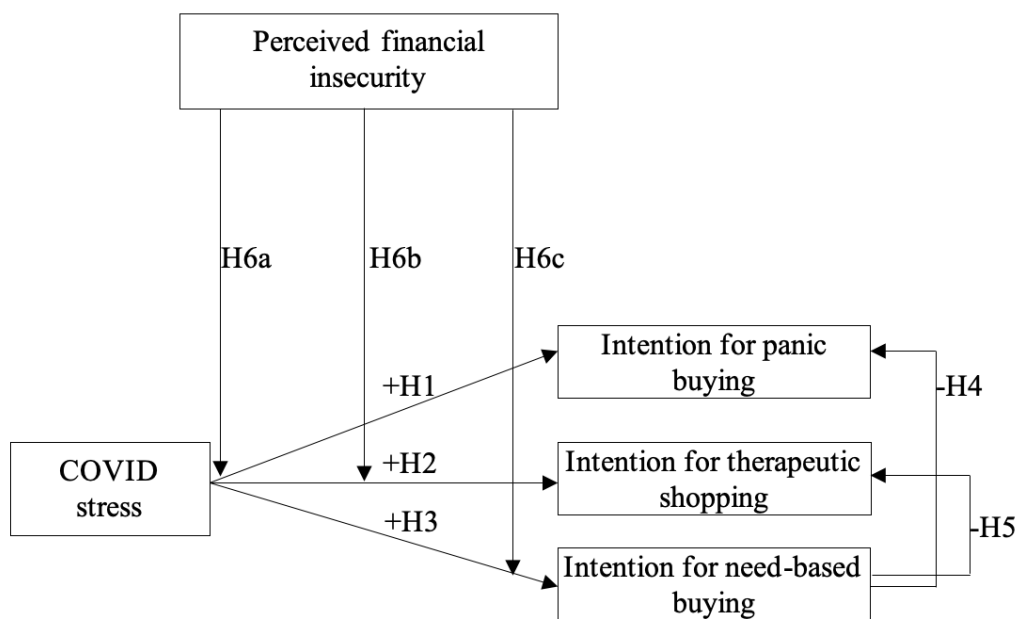 Perceived financial
insecurity
H6a
H6b
H6c
Intention for panic
buying
+H1
-H4
COVID
stress
+H2
Intention for therapeutic
shopping
+H3
-H5
Intention for need-based
buying